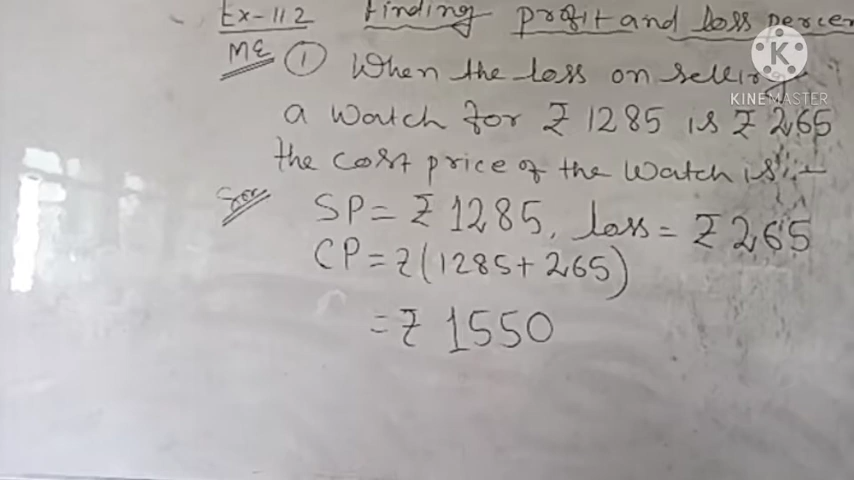 Ex-11.2 Finding profit and loss percen
ME ① When the loss on selling
a watch for ₹ 1285 is ₹ 265
the cost price of the watch is:-
SP = ₹ 1285, loss = ₹ 265
CP = ₹ (1285 + 265)
= ₹ 1550
KINEMASTER